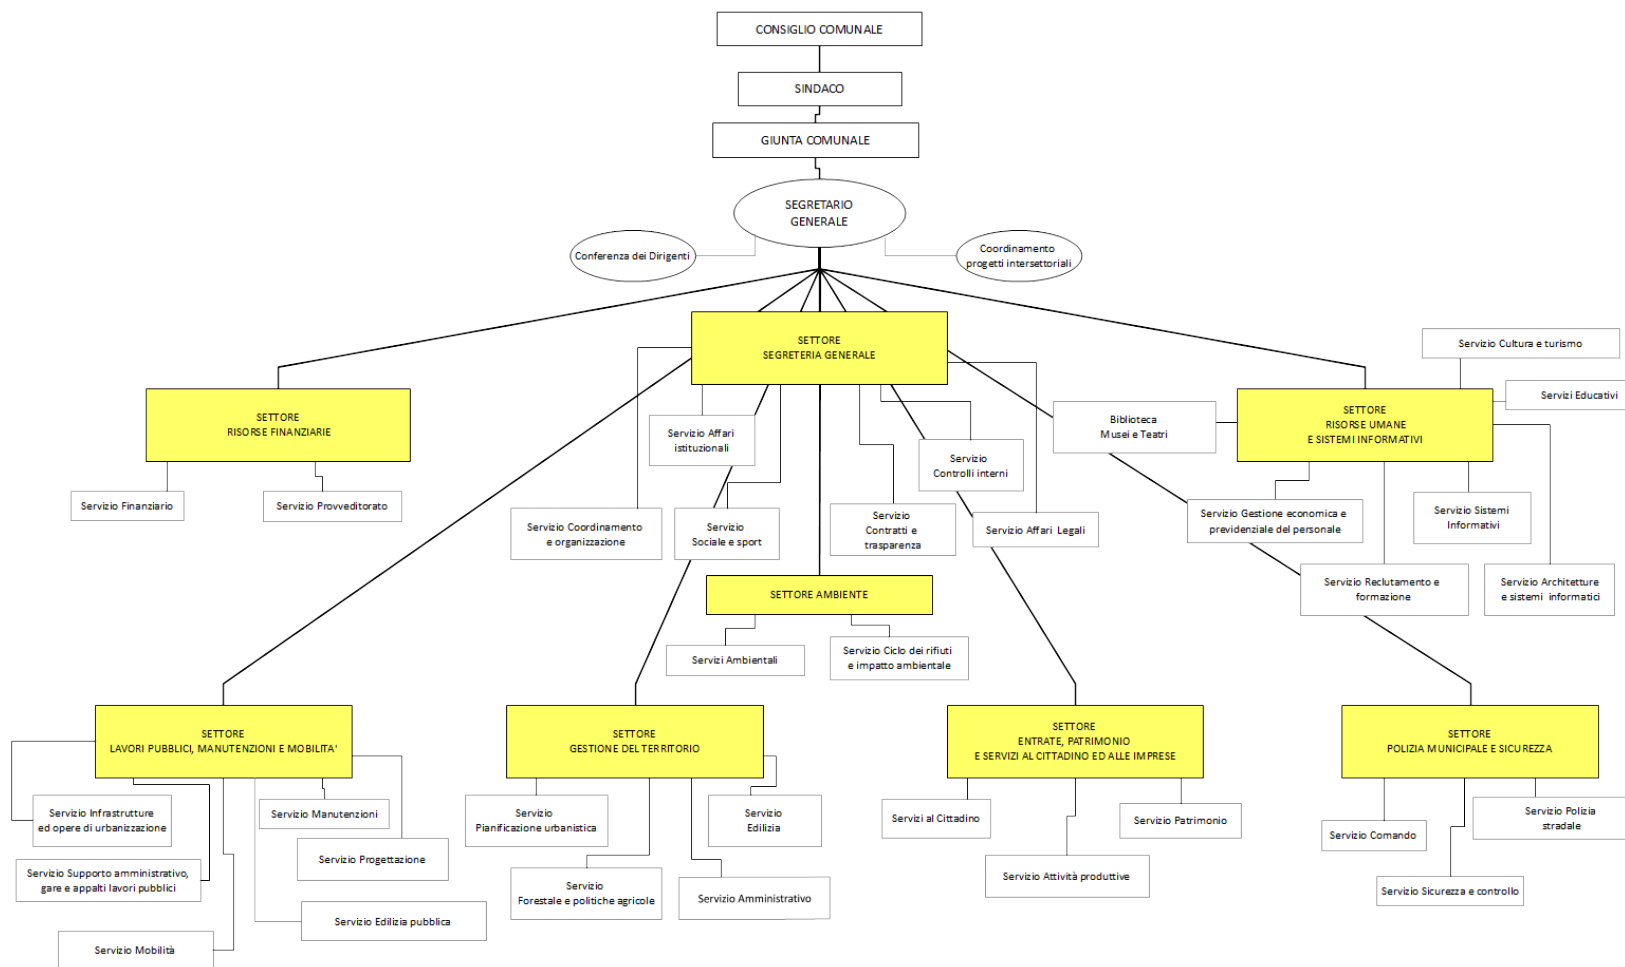 CONSIGLIO COMUNALE
SINDACO
GIUNTA COMUNALE
SEGRETARIO
GENERALE
Conferenza dei Dirigenti
Coordinamento
progetti intersettoriali
SETTORE
SEGRETERIA GENERALE
Servizio Cultura e turismo
Servizi Educativi
SETTORE
RISORSE FINANZIARIE
Biblioteca
Musei e Teatri
SETTORE
RISORSE UMANE
E SISTEMI INFORMATIVI
Servizio Affari
istituzionali
Servizio
Controlli interni
Servizio Finanziario
Servizio Provveditorato
Servizio Coordinamento
e organizzazione
Servizio
Sociale e sport
Servizio
Contratti e
trasparenza
Servizio Affari Legali
Servizio Gestione economica e
previdenziale del personale
Servizio Sistemi
Informativi
Servizio Reclutamento e
formazione
Servizio Architetture
e sistemi informatici
SETTORE AMBIENTE
Servizi Ambientali
Servizio Ciclo dei rifiuti
e impatto ambientale
SETTORE
LAVORI PUBBLICI, MANUTENZIONI E MOBILITA'
SETTORE
GESTIONE DEL TERRITORIO
SETTORE
ENTRATE, PATRIMONIO
E SERVIZI AL CITTADINO ED ALLE IMPRESE
SETTORE
POLIZIA MUNICIPALE E SICUREZZA
Servizio Infrastrutture
ed opere di urbanizzazione
Servizio Manutenzioni
Servizio Progettazione
Servizio Supporto amministrativo,
gare e appalti lavori pubblici
Servizio Edilizia pubblica
Servizio Mobilità
Servizio
Pianificazione urbanistica
Servizio
Edilizia
Servizio
Forestale e politiche agricole
Servizio Amministrativo
Servizi al Cittadino
Servizio Patrimonio
Servizio Attività produttive
Servizio Comando
Servizio Polizia
stradale
Servizio Sicurezza e controllo